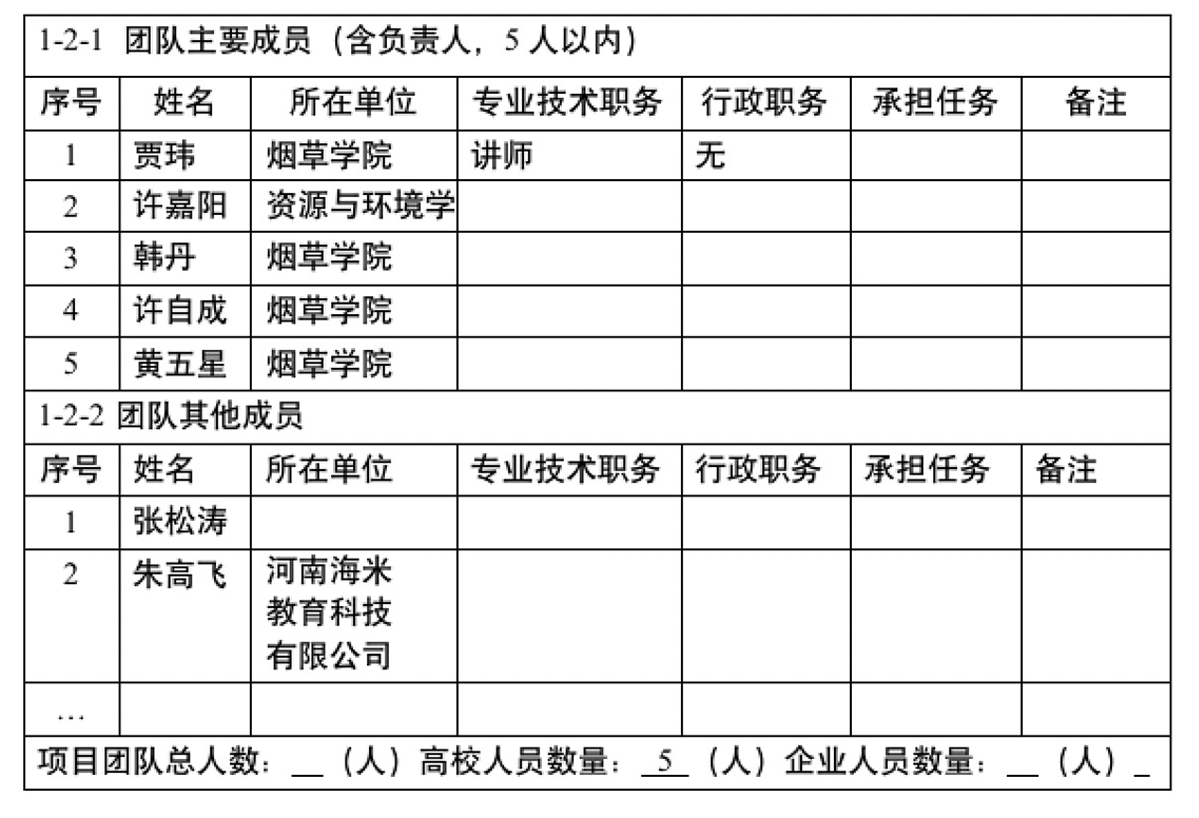 1-2-1 团队主要成员（含负责人，5 人以内）
序号 姓名 所在单位 专业技术职务 行政职务 承担任务 备注
1 贾玮 烟草学院 讲师 无
2 许嘉阳 资源与环境学
3 韩丹 烟草学院
4 许自成 烟草学院
5 黄五星 烟草学院
1-2-2 团队其他成员
序号 姓名 所在单位 专业技术职务 行政职务 承担任务 备注
1 张松涛
2 朱高飞 河南海米
教育科技
有限公司
…
项目团队总人数：__（人）高校人员数量：_5_（人）企业人员数量：__（人）_